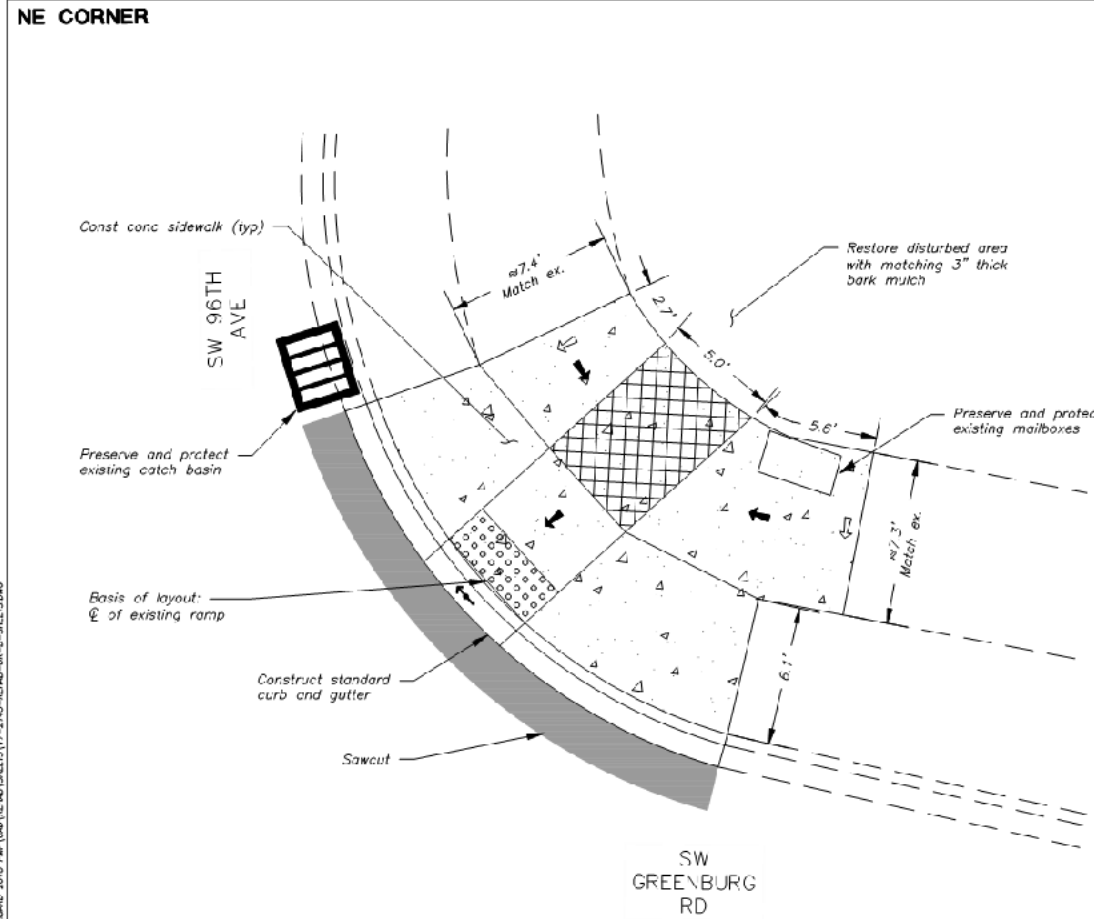 NE CORNER
Const conc sidewalk (typ)
SW 96TH
AVE
≈7.4'
Match ex.
2.7'
5.0'
5.6'
Restore disturbed area
with matching 3" thick
bark mulch
Preserve and protect
existing catch basin
Preserve and protec
existing mailboxes
≈7.3'
Match ex.
6.1'
Basis of layout:
℄ of existing ramp
Construct standard
curb and gutter
Sawcut
SW
GREENBURG
RD